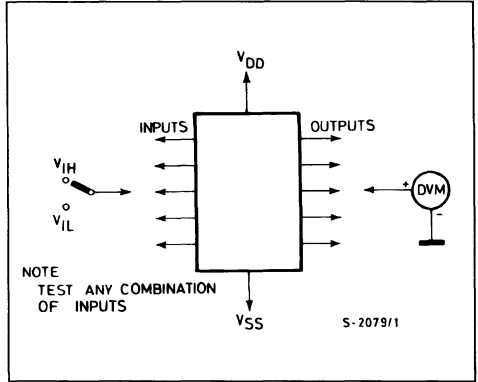 VDD
INPUTS
OUTPUTS
VIH
VIL
+
DVM
-
NOTE
TEST ANY COMBINATION
OF INPUTS
VSS
S-2079/1